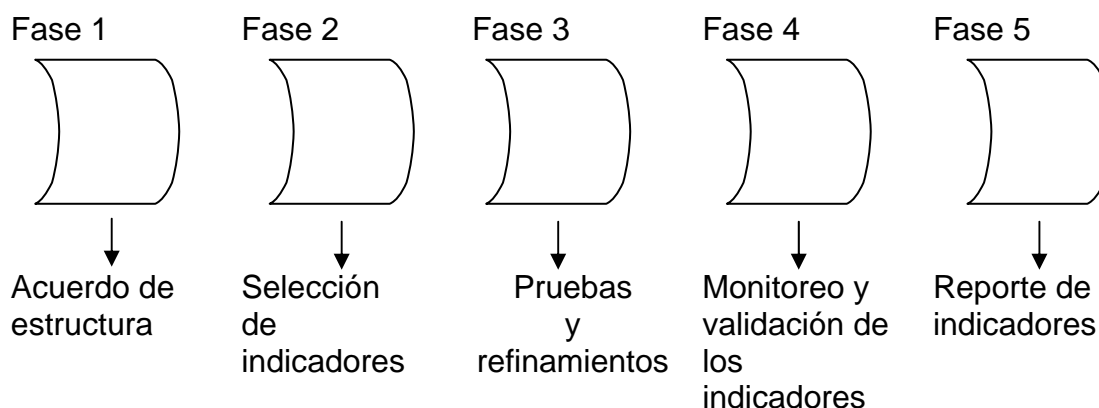 Fase 1
Fase 2
Fase 3
Fase 4
Fase 5
Acuerdo de
estructura
Selección
de
indicadores
Pruebas
y
refinamientos
Monitoreo y
validación de
los
indicadores
Reporte de
indicadores